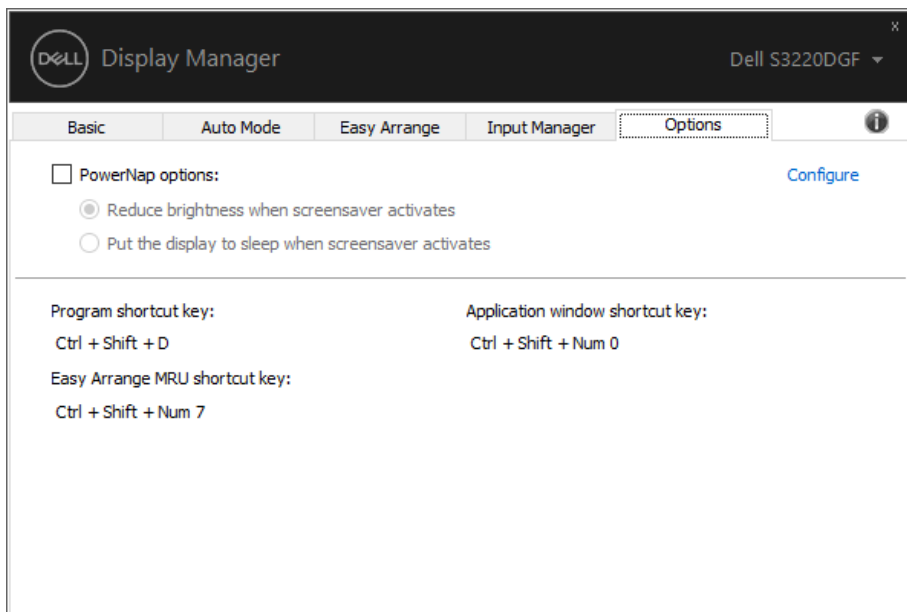 DELL Display Manager
x
Dell S3220DGF
Basic Auto Mode Easy Arrange Input Manager Options
i
PowerNap options: Configure
Reduce brightness when screensaver activates
Put the display to sleep when screensaver activates
Program shortcut key: Application window shortcut key:
Ctrl + Shift + D Ctrl + Shift + Num 0
Easy Arrange MRU shortcut key:
Ctrl + Shift + Num 7